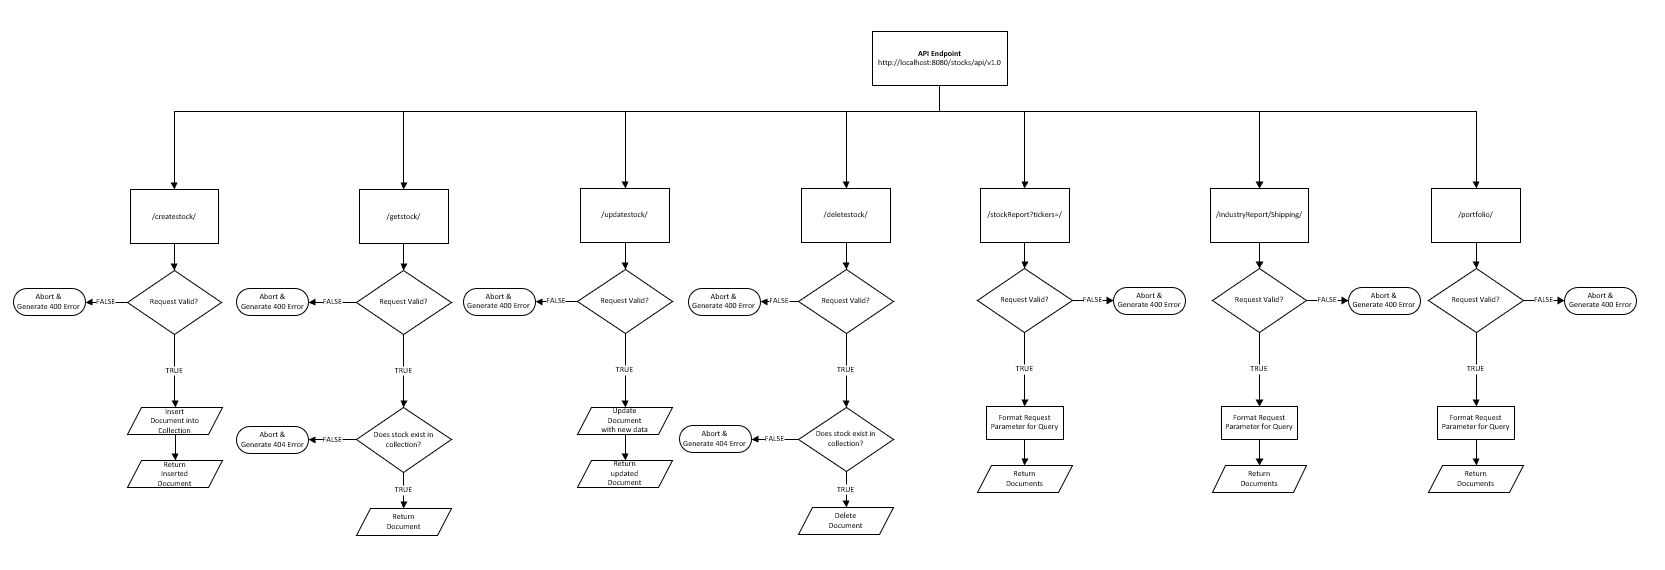 API Endpoint
http://localhost:8080/stocks/api/v1.0
/createstock/
/getstock/
/updatestock/
/deletestock/
/stockReport?tickers=/
/industryReport/Shipping/
/portfolio/
Abort &
Generate 400 Error
FALSE
Request Valid?
Abort &
Generate 400 Error
FALSE
Request Valid?
Abort &
Generate 400 Error
FALSE
Request Valid?
Abort &
Generate 400 Error
FALSE
Request Valid?
Request Valid?
FALSE
Abort &
Generate 400 Error
Request Valid?
FALSE
Abort &
Generate 400 Error
Request Valid?
FALSE
Abort &
Generate 400 Error
TRUE
TRUE
TRUE
TRUE
TRUE
TRUE
TRUE
Insert
Document into
Collection
Abort &
Generate 404 Error
FALSE
Does stock exist in
collection?
Update
Document
with new data
Abort &
Generate 404 Error
FALSE
Does stock exist in
collection?
Format Request
Parameter for Query
Format Request
Parameter for Query
Format Request
Parameter for Query
Return
Inserted
Document
TRUE
Return
updated
Document
TRUE
Return
Documents
Return
Documents
Return
Documents
Return
Document
Delete
Document